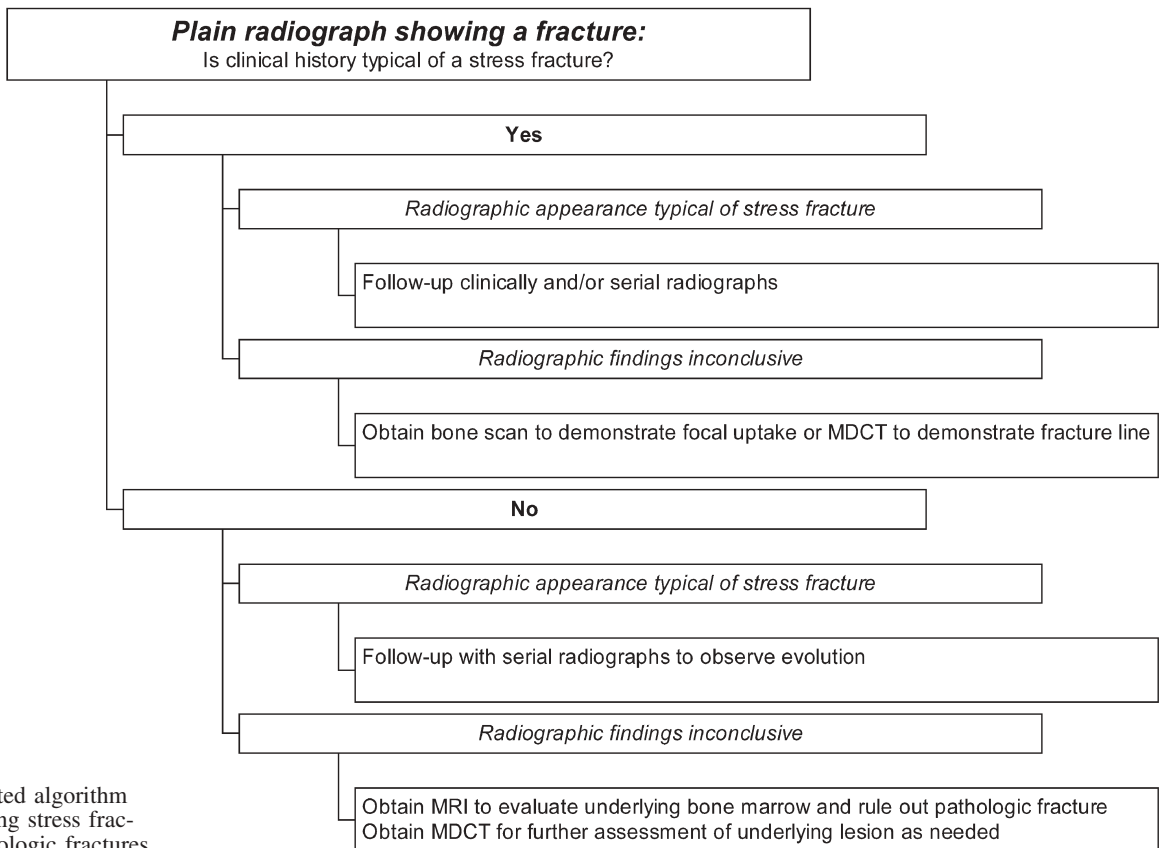 Plain radiograph showing a fracture:
Is clinical history typical of a stress fracture?
Yes
Radiographic appearance typical of stress fracture
Follow-up clinically and/or serial radiographs
Radiographic findings inconclusive
Obtain bone scan to demonstrate focal uptake or MDCT to demonstrate fracture line
No
Radiographic appearance typical of stress fracture
Follow-up with serial radiographs to observe evolution
Radiographic findings inconclusive
Obtain MRI to evaluate underlying bone marrow and rule out pathologic fracture
Obtain MDCT for further assessment of underlying lesion as needed
ted algorithm
ng stress frac-
ologic fractures